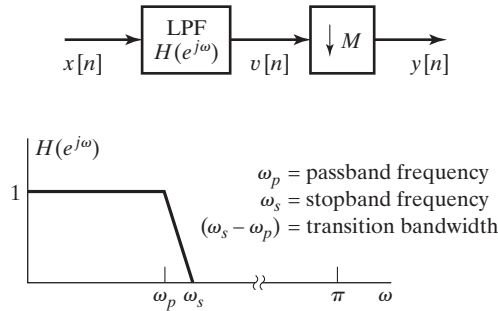 LPF
H(e^{jω})
↓ M
x[n]
v[n]
y[n]
H(e^{jω})
1
ω_p = passband frequency
ω_s = stopband frequency
(ω_s – ω_p) = transition bandwidth
ω_p
ω_s
π
ω